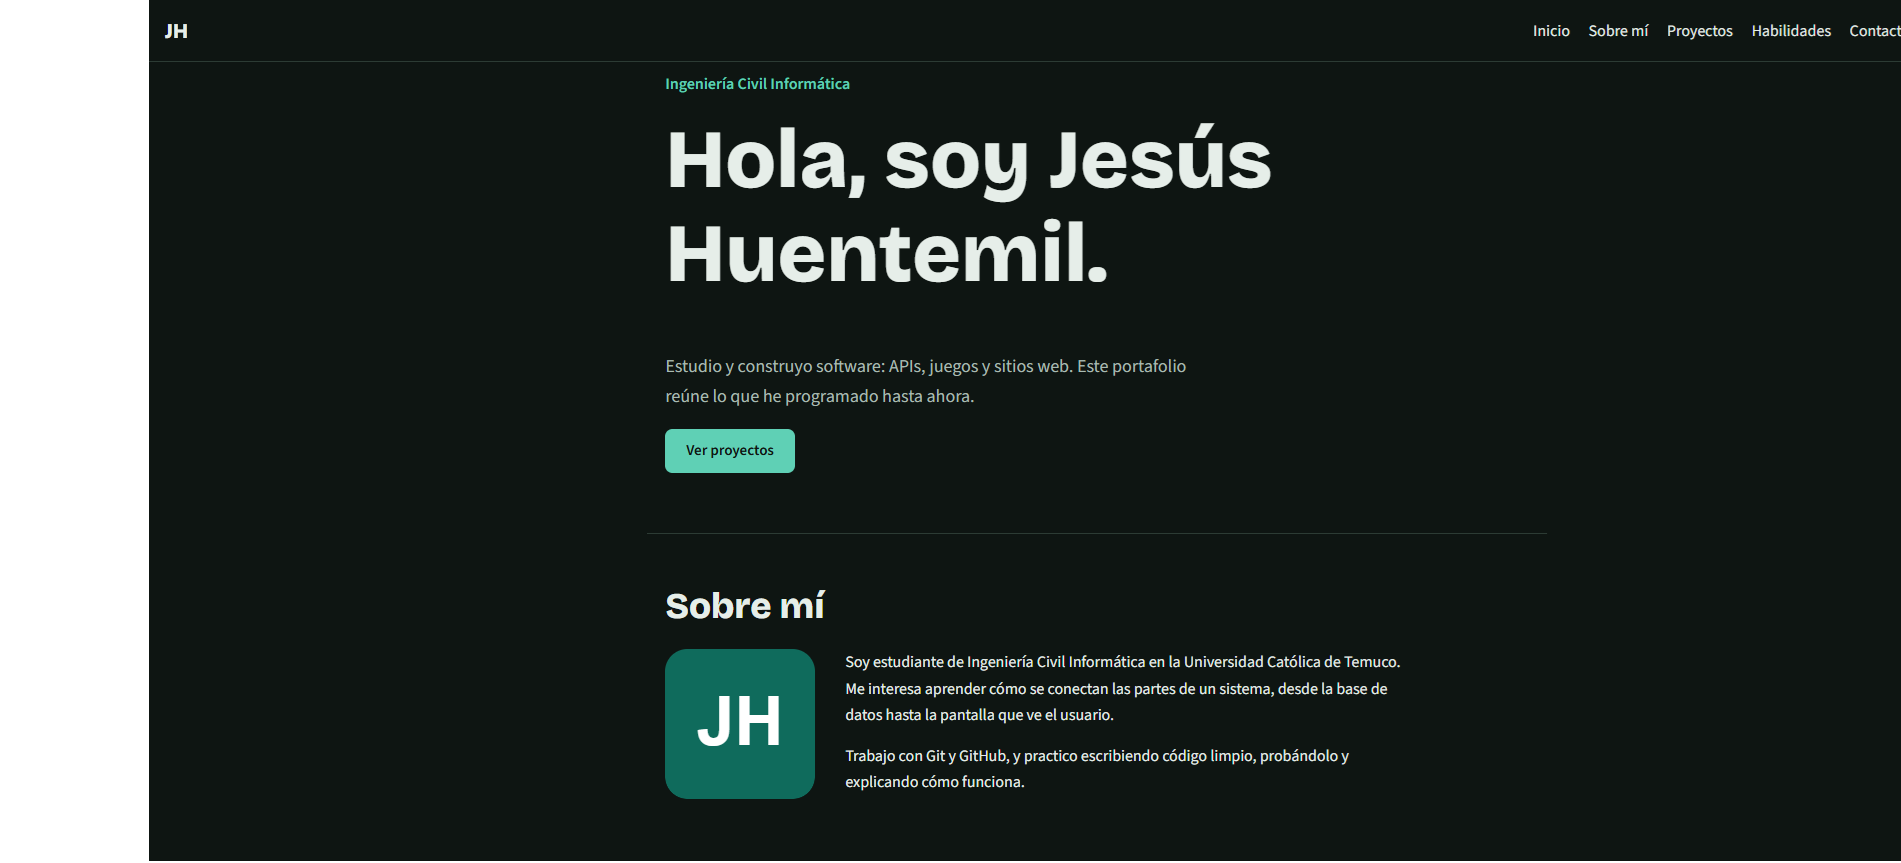 JH
Inicio Sobre mí Proyectos Habilidades Contact
Ingeniería Civil Informática
Hola, soy Jesús
Huentemil.
Estudio y construyo software: APIs, juegos y sitios web. Este portafolio
reúne lo que he programado hasta ahora.
Ver proyectos
Sobre mí
JH
Soy estudiante de Ingeniería Civil Informática en la Universidad Católica de Temuco.
Me interesa aprender cómo se conectan las partes de un sistema, desde la base de
datos hasta la pantalla que ve el usuario.
Trabajo con Git y GitHub, y practico escribiendo código limpio, probándolo y
explicando cómo funciona.